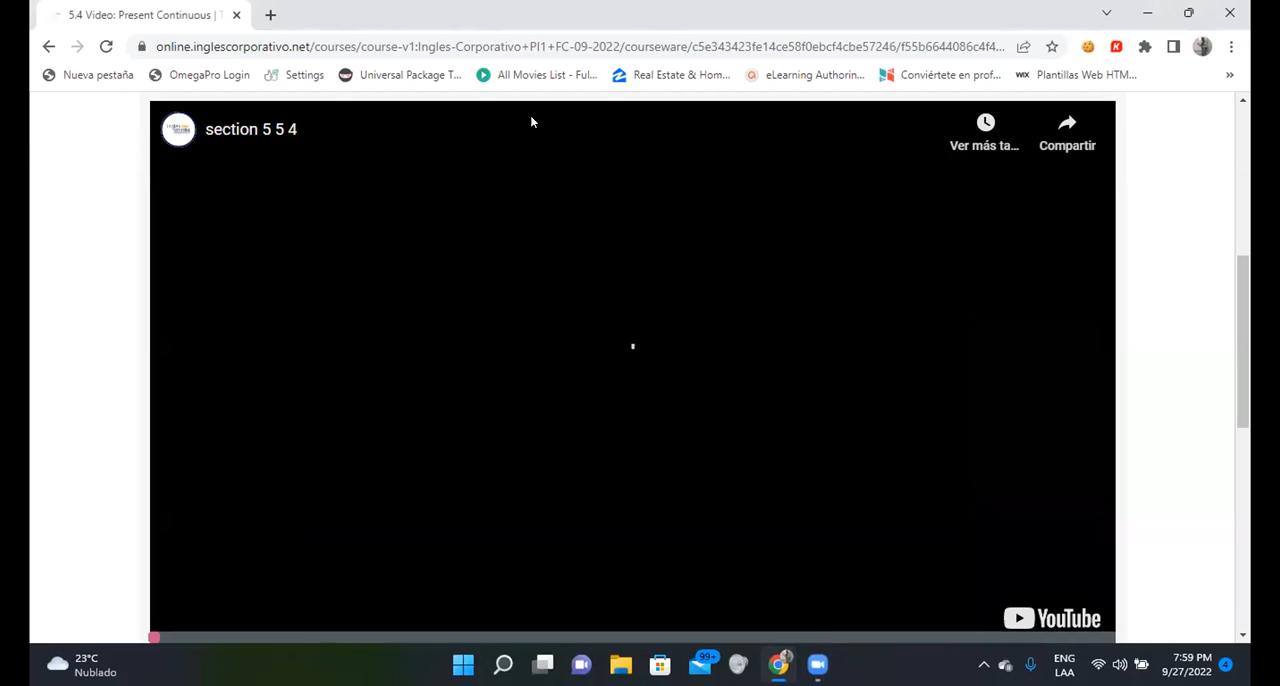 5.4 Video: Present Continuous | T
online.inglescorporativo.net/courses/course-v1:Ingles-Corporativo+PI1+FC-09-2022/courseware/c5e343423fe14ce58f0ebcf4cbe57246/f55b6644086c4f4...
Nueva pestaña OmegaPro Login Settings Universal Package T... All Movies List - Ful... Real Estate & Hom... eLearning Authorin... Conviértete en prof... WIX Plantillas Web HTM... »
section 5 5 4
Ver más ta... Compartir
YouTube
23°C
Nublado
99+
ENG
LAA
7:59 PM
9/27/2022
4